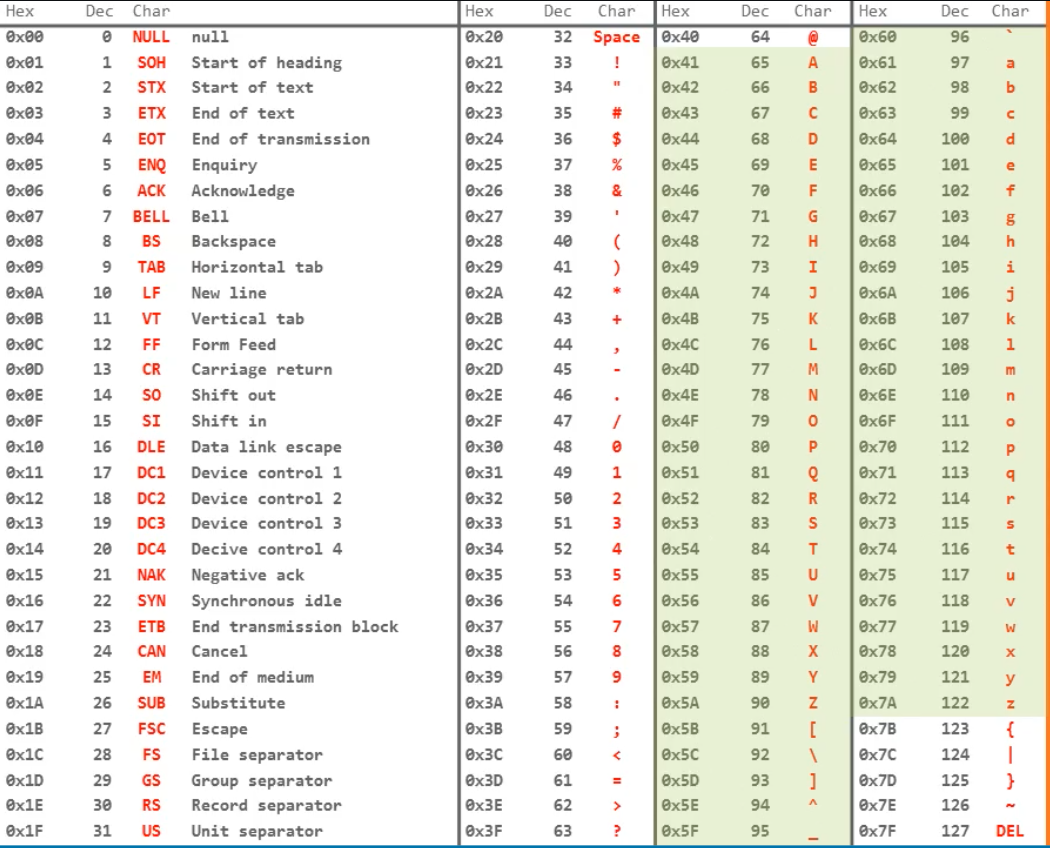 Hex Dec Char Hex Dec Char Hex Dec Char Hex Dec Char
0x00 0 NULL null 0x20 32 Space 0x40 64 @ 0x60 96 `
0x01 1 SOH Start of heading 0x21 33 ! 0x41 65 A 0x61 97 a
0x02 2 STX Start of text 0x22 34 " 0x42 66 B 0x62 98 b
0x03 3 ETX End of text 0x23 35 # 0x43 67 C 0x63 99 c
0x04 4 EOT End of transmission 0x24 36 $ 0x44 68 D 0x64 100 d
0x05 5 ENQ Enquiry 0x25 37 % 0x45 69 E 0x65 101 e
0x06 6 ACK Acknowledge 0x26 38 & 0x46 70 F 0x66 102 f
0x07 7 BELL Bell 0x27 39 ' 0x47 71 G 0x67 103 g
0x08 8 BS Backspace 0x28 40 ( 0x48 72 H 0x68 104 h
0x09 9 TAB Horizontal tab 0x29 41 ) 0x49 73 I 0x69 105 i
0x0A 10 LF New line 0x2A 42 * 0x4A 74 J 0x6A 106 j
0x0B 11 VT Vertical tab 0x2B 43 + 0x4B 75 K 0x6B 107 k
0x0C 12 FF Form Feed 0x2C 44 , 0x4C 76 L 0x6C 108 l
0x0D 13 CR Carriage return 0x2D 45 - 0x4D 77 M 0x6D 109 m
0x0E 14 SO Shift out 0x2E 46 . 0x4E 78 N 0x6E 110 n
0x0F 15 SI Shift in 0x2F 47 / 0x4F 79 O 0x6F 111 o
0x10 16 DLE Data link escape 0x30 48 0 0x50 80 P 0x70 112 p
0x11 17 DC1 Device control 1 0x31 49 1 0x51 81 Q 0x71 113 q
0x12 18 DC2 Device control 2 0x32 50 2 0x52 82 R 0x72 114 r
0x13 19 DC3 Device control 3 0x33 51 3 0x53 83 S 0x73 115 s
0x14 20 DC4 Decive control 4 0x34 52 4 0x54 84 T 0x74 116 t
0x15 21 NAK Negative ack 0x35 53 5 0x55 85 U 0x75 117 u
0x16 22 SYN Synchronous idle 0x36 54 6 0x56 86 V 0x76 118 v
0x17 23 ETB End transmission block 0x37 55 7 0x57 87 W 0x77 119 w
0x18 24 CAN Cancel 0x38 56 8 0x58 88 X 0x78 120 x
0x19 25 EM End of medium 0x39 57 9 0x59 89 Y 0x79 121 y
0x1A 26 SUB Substitute 0x3A 58 : 0x5A 90 Z 0x7A 122 z
0x1B 27 FSC Escape 0x3B 59 ; 0x5B 91 [ 0x7B 123 {
0x1C 28 FS File separator 0x3C 60 < 0x5C 92 \ 0x7C 124 |
0x1D 29 GS Group separator 0x3D 61 = 0x5D 93 ] 0x7D 125 }
0x1E 30 RS Record separator 0x3E 62 > 0x5E 94 ^ 0x7E 126 ~
0x1F 31 US Unit separator 0x3F 63 ? 0x5F 95 _ 0x7F 127 DEL